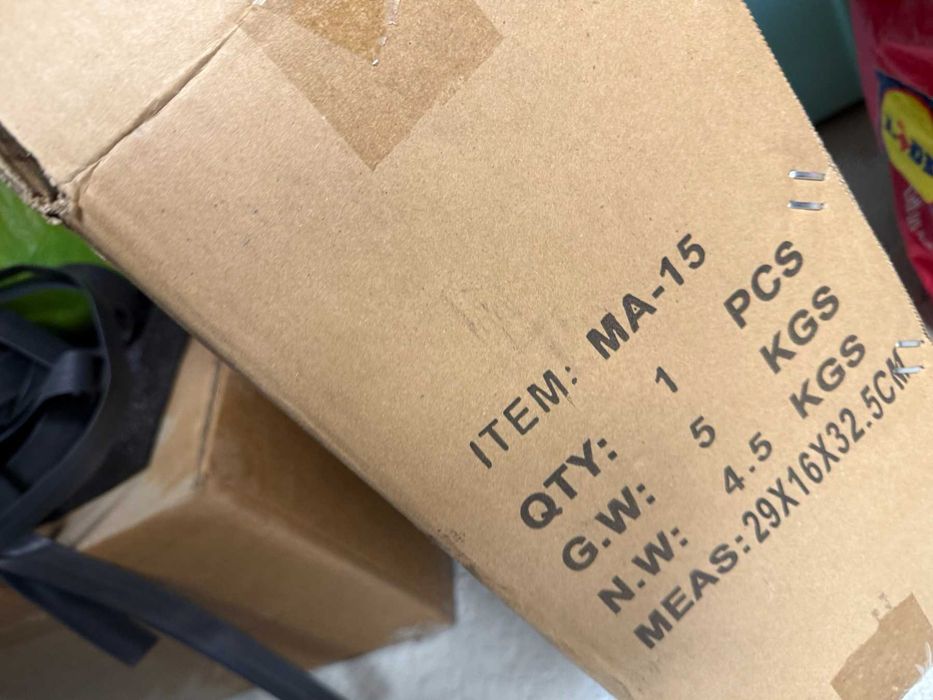 ITEM: MA-15
QTY: 1 PCS
G.W: 5 KGS
N.W: 4.5 KGS
MEAS: 29X16X32.5CM